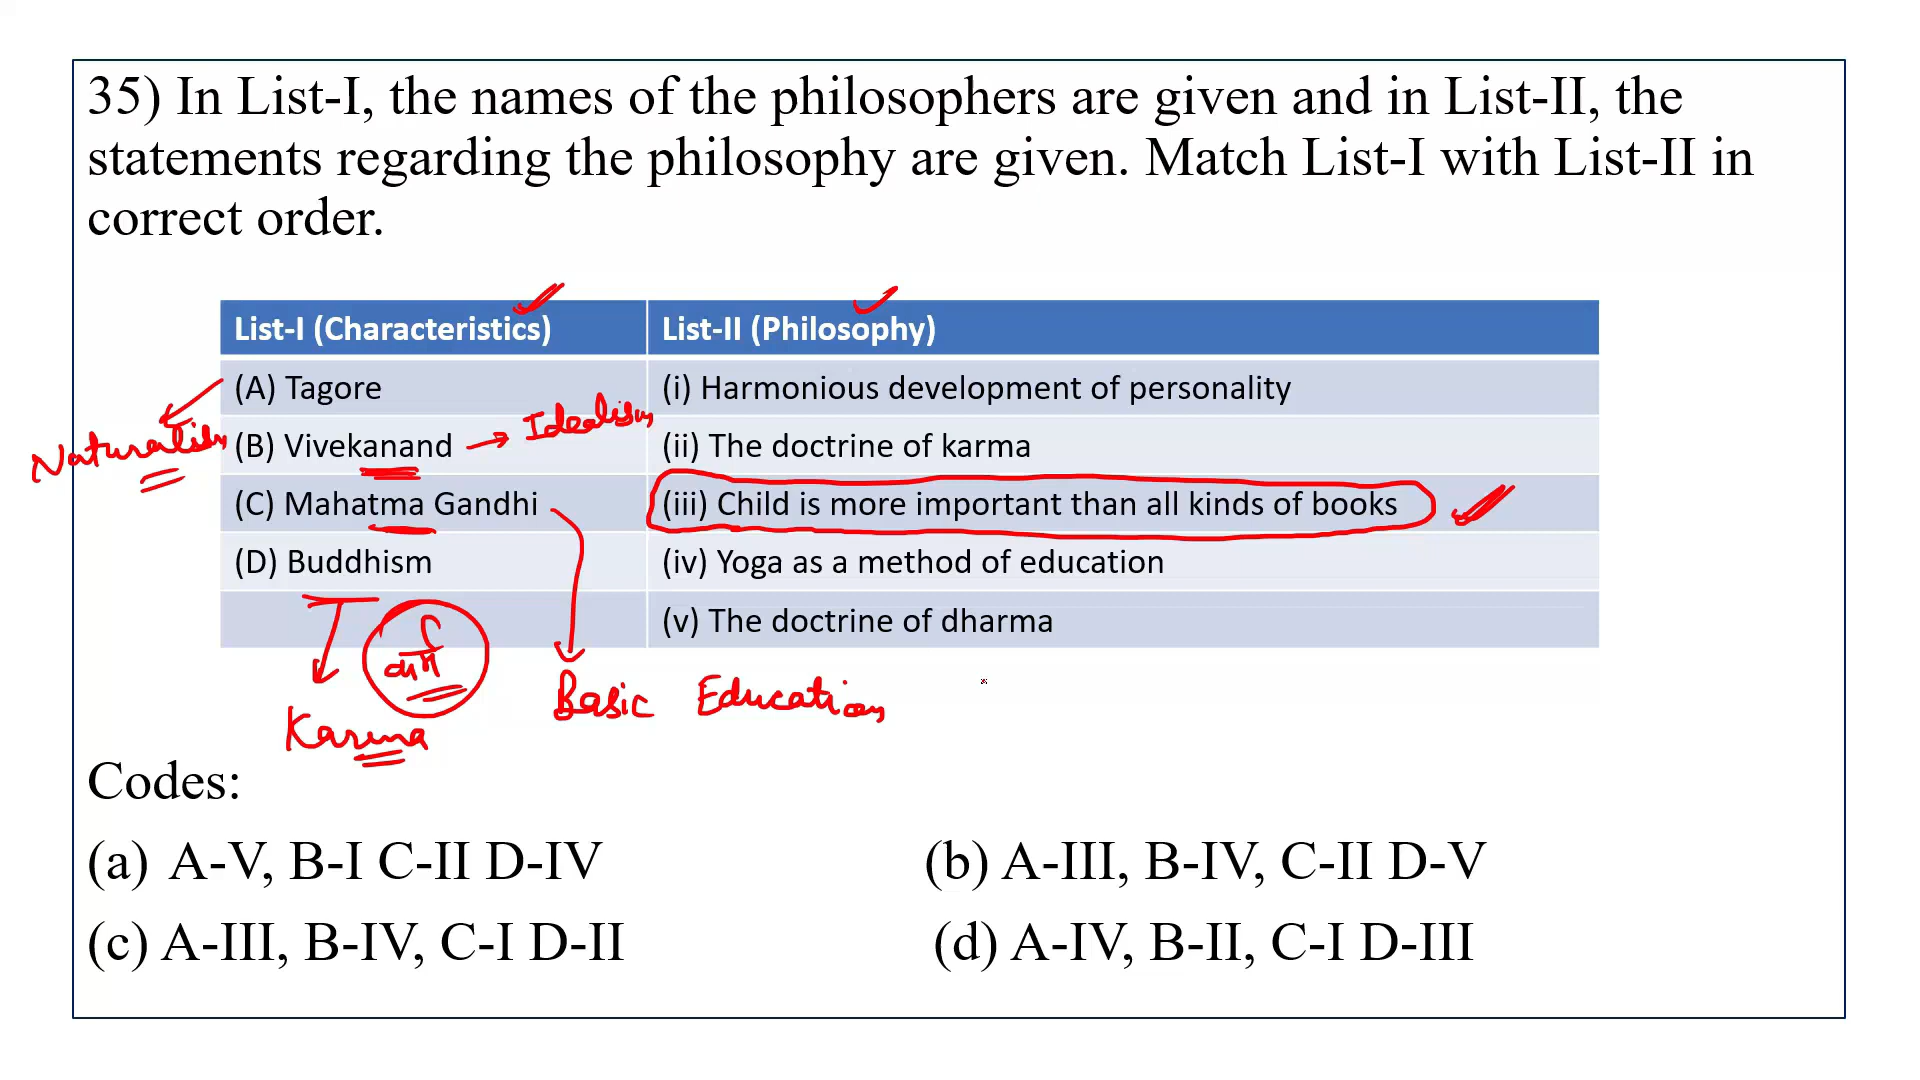 35) In List-I, the names of the philosophers are given and in List-II, the
statements regarding the philosophy are given. Match List-I with List-II in
correct order.
List-I (Characteristics) List-II (Philosophy)
(A) Tagore (i) Harmonious development of personality
Naturalism (B) Vivekanand → Idealism (ii) The doctrine of karma
(C) Mahatma Gandhi (iii) Child is more important than all kinds of books
(D) Buddhism (iv) Yoga as a method of education
(v) The doctrine of dharma
Karma Basic Education
Codes:
(a) A-V, B-I C-II D-IV (b) A-III, B-IV, C-II D-V
(c) A-III, B-IV, C-I D-II (d) A-IV, B-II, C-I D-III